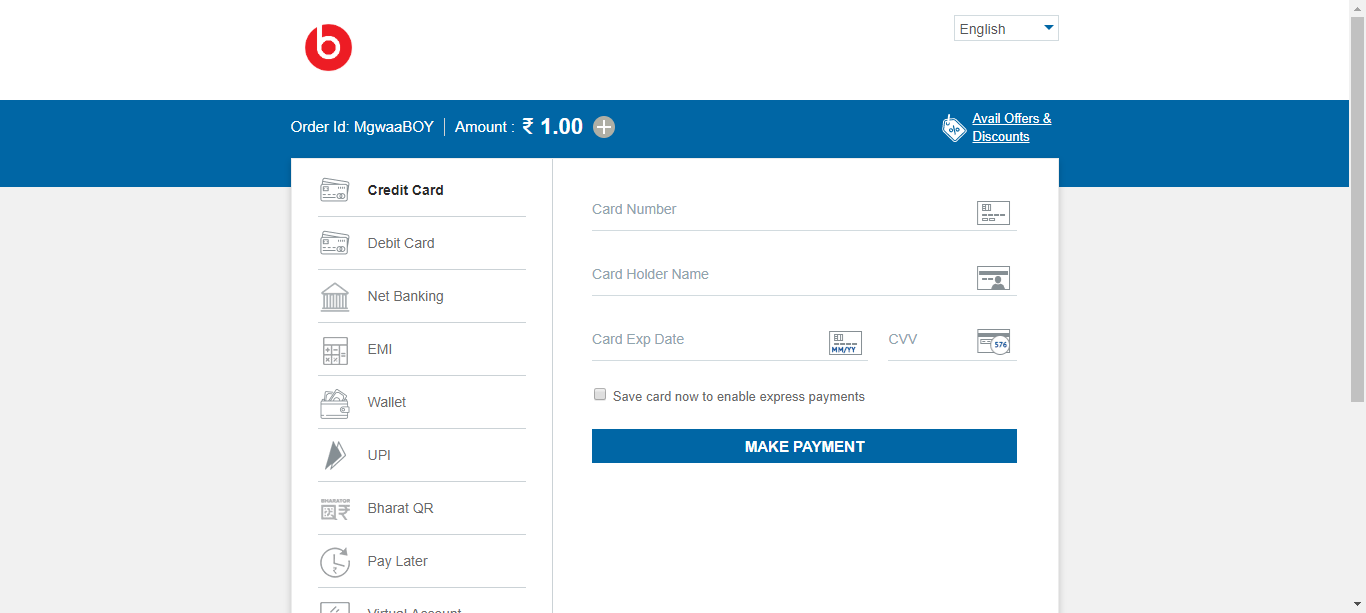 b
English
Order Id: MgwaaBOY | Amount : ₹ 1.00
Avail Offers &
Discounts
Credit Card
Debit Card
Net Banking
EMI
Wallet
UPI
BHARATQR
Bharat QR
Pay Later
Virtual Account
Card Number
Card Holder Name
Card Exp Date
MM/YY
CVV
576
Save card now to enable express payments
MAKE PAYMENT